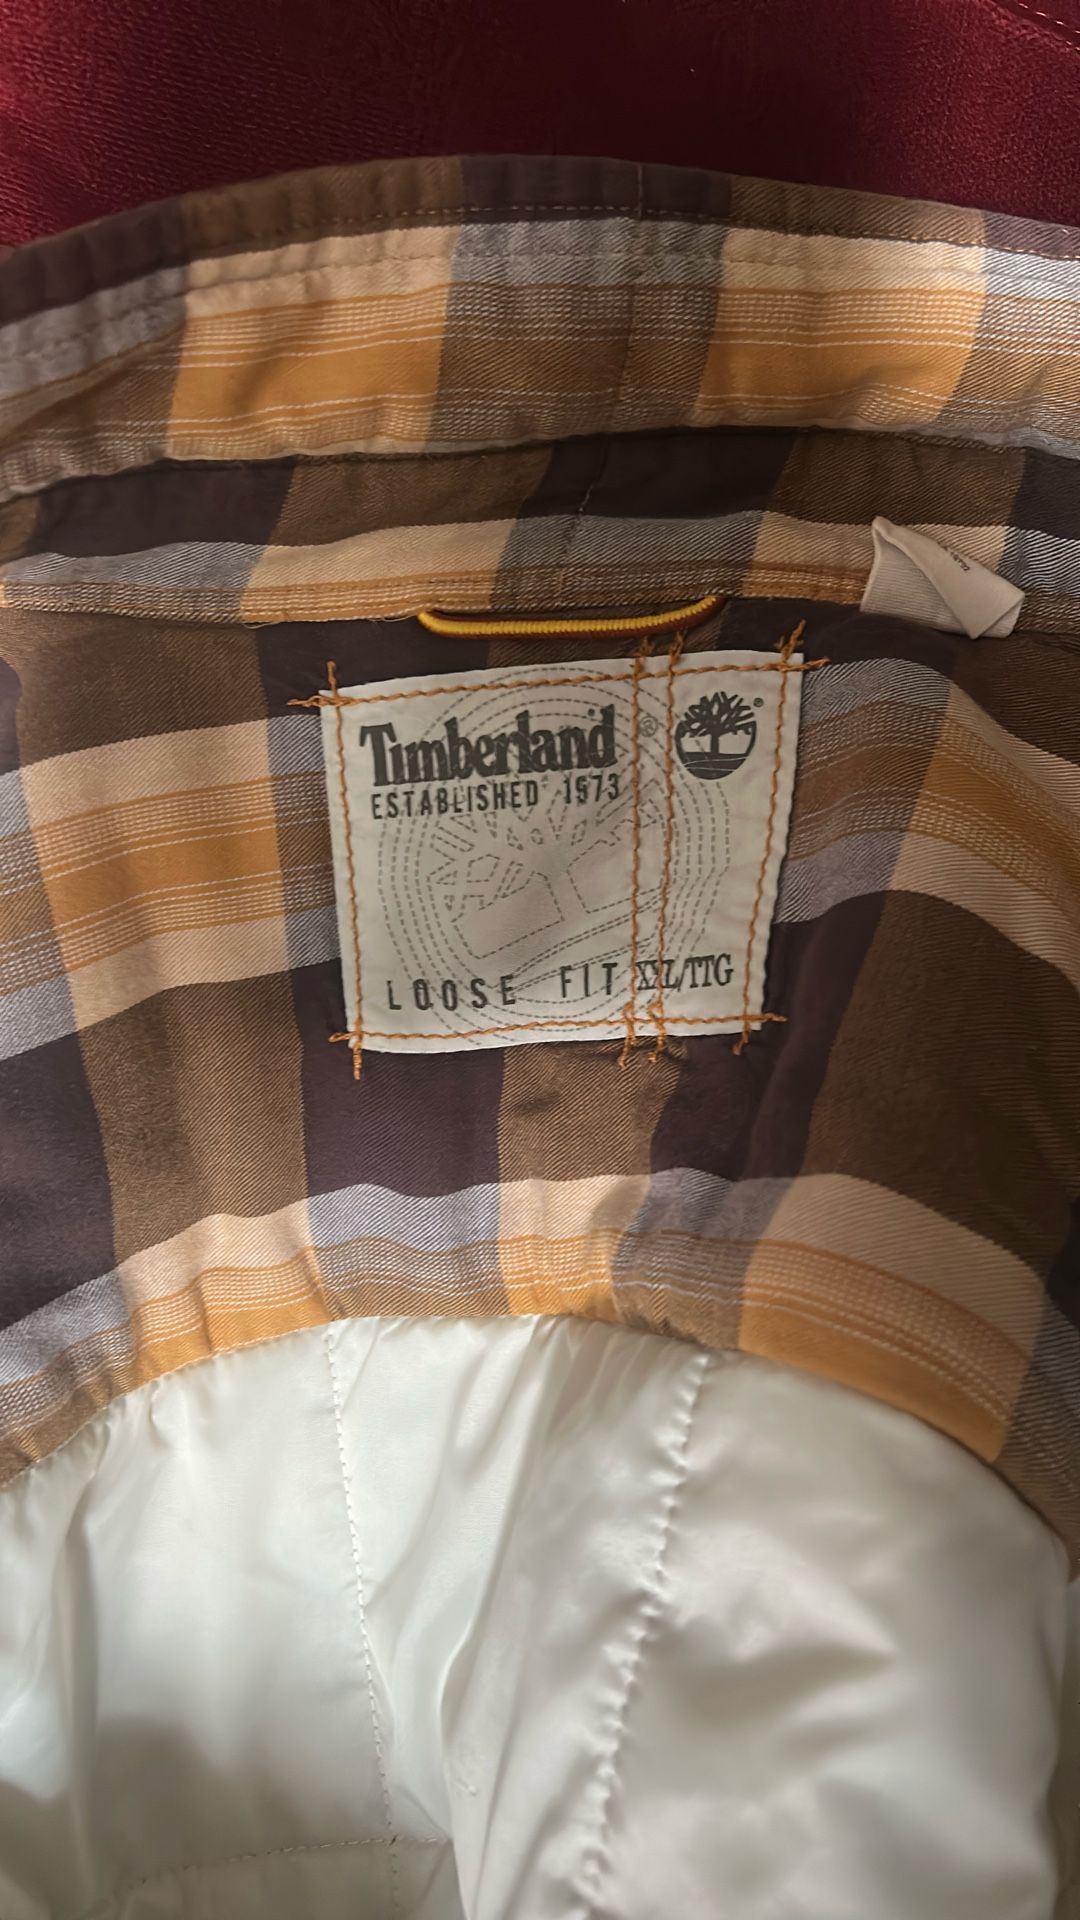 Timberland®
®
ESTABLISHED 1973
LOOSE FIT XXL/TTG